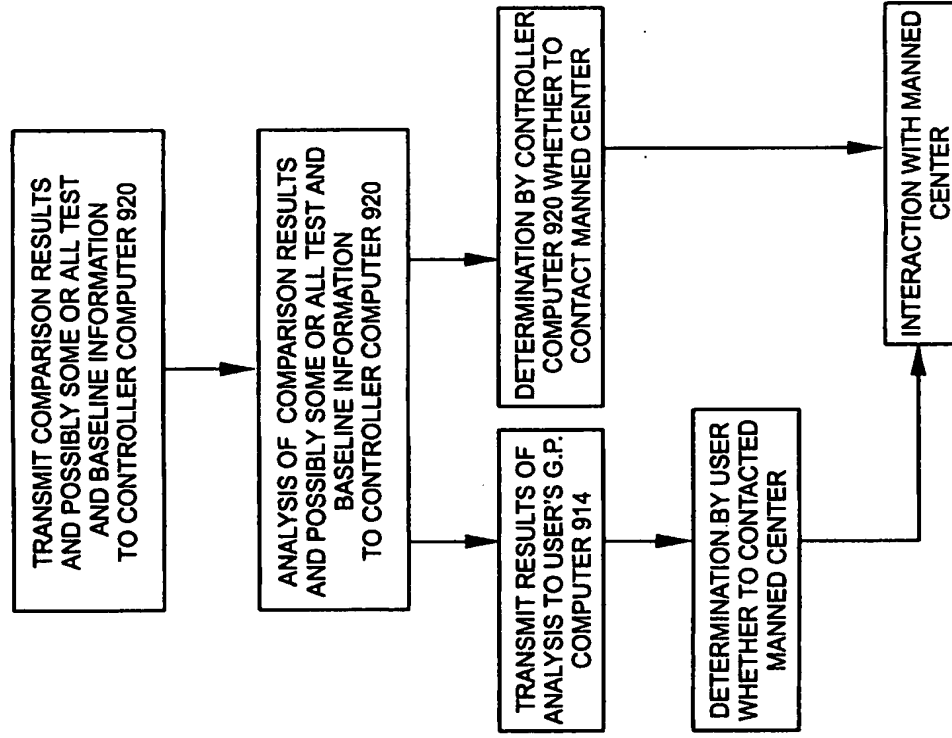 TRANSMIT COMPARISON RESULTS
AND POSSIBLY SOME OR ALL TEST
AND BASELINE INFORMATION
TO CONTROLLER COMPUTER 920
ANALYSIS OF COMPARISON RESULTS
AND POSSIBLY SOME OR ALL TEST AND
BASELINE INFORMATION
TO CONTROLLER COMPUTER 920
TRANSMIT RESULTS OF
ANALYSIS TO USER'S G.P.
COMPUTER 914
DETERMINATION BY CONTROLLER
COMPUTER 920 WHETHER TO
CONTACT MANNED CENTER
DETERMINATION BY USER
WHETHER TO CONTACTED
MANNED CENTER
INTERACTION WITH MANNED
CENTER